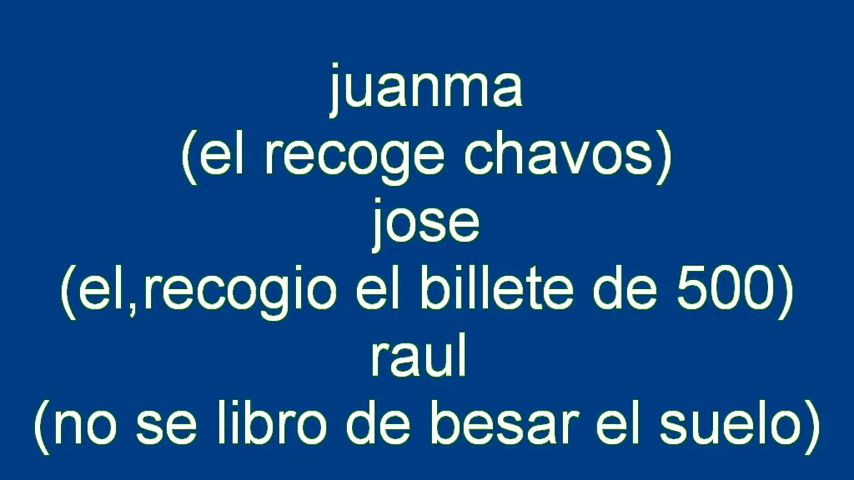 juanma
(el recoge chavos)
jose
(el,recogio el billete de 500)
raul
(no se libro de besar el suelo)